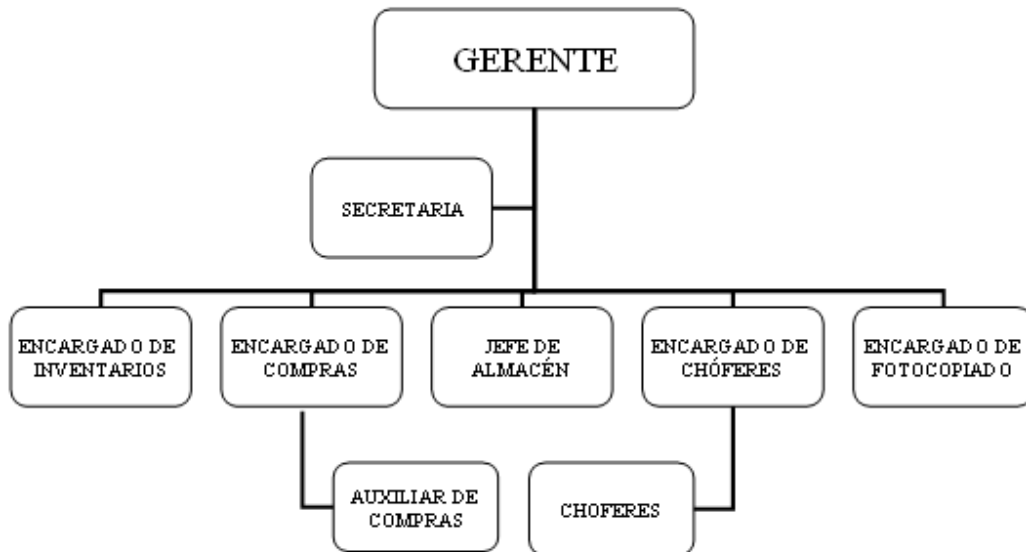 GERENTE
SECRETARIA
ENCARGADO DE
INVENTARIOS
ENCARGADO DE
COMPRAS
JEFE DE
ALMACÉN
ENCARGADO DE
CHÓFERES
ENCARGADO DE
FOTOCOPIADO
AUXILIAR DE
COMPRAS
CHOFERES